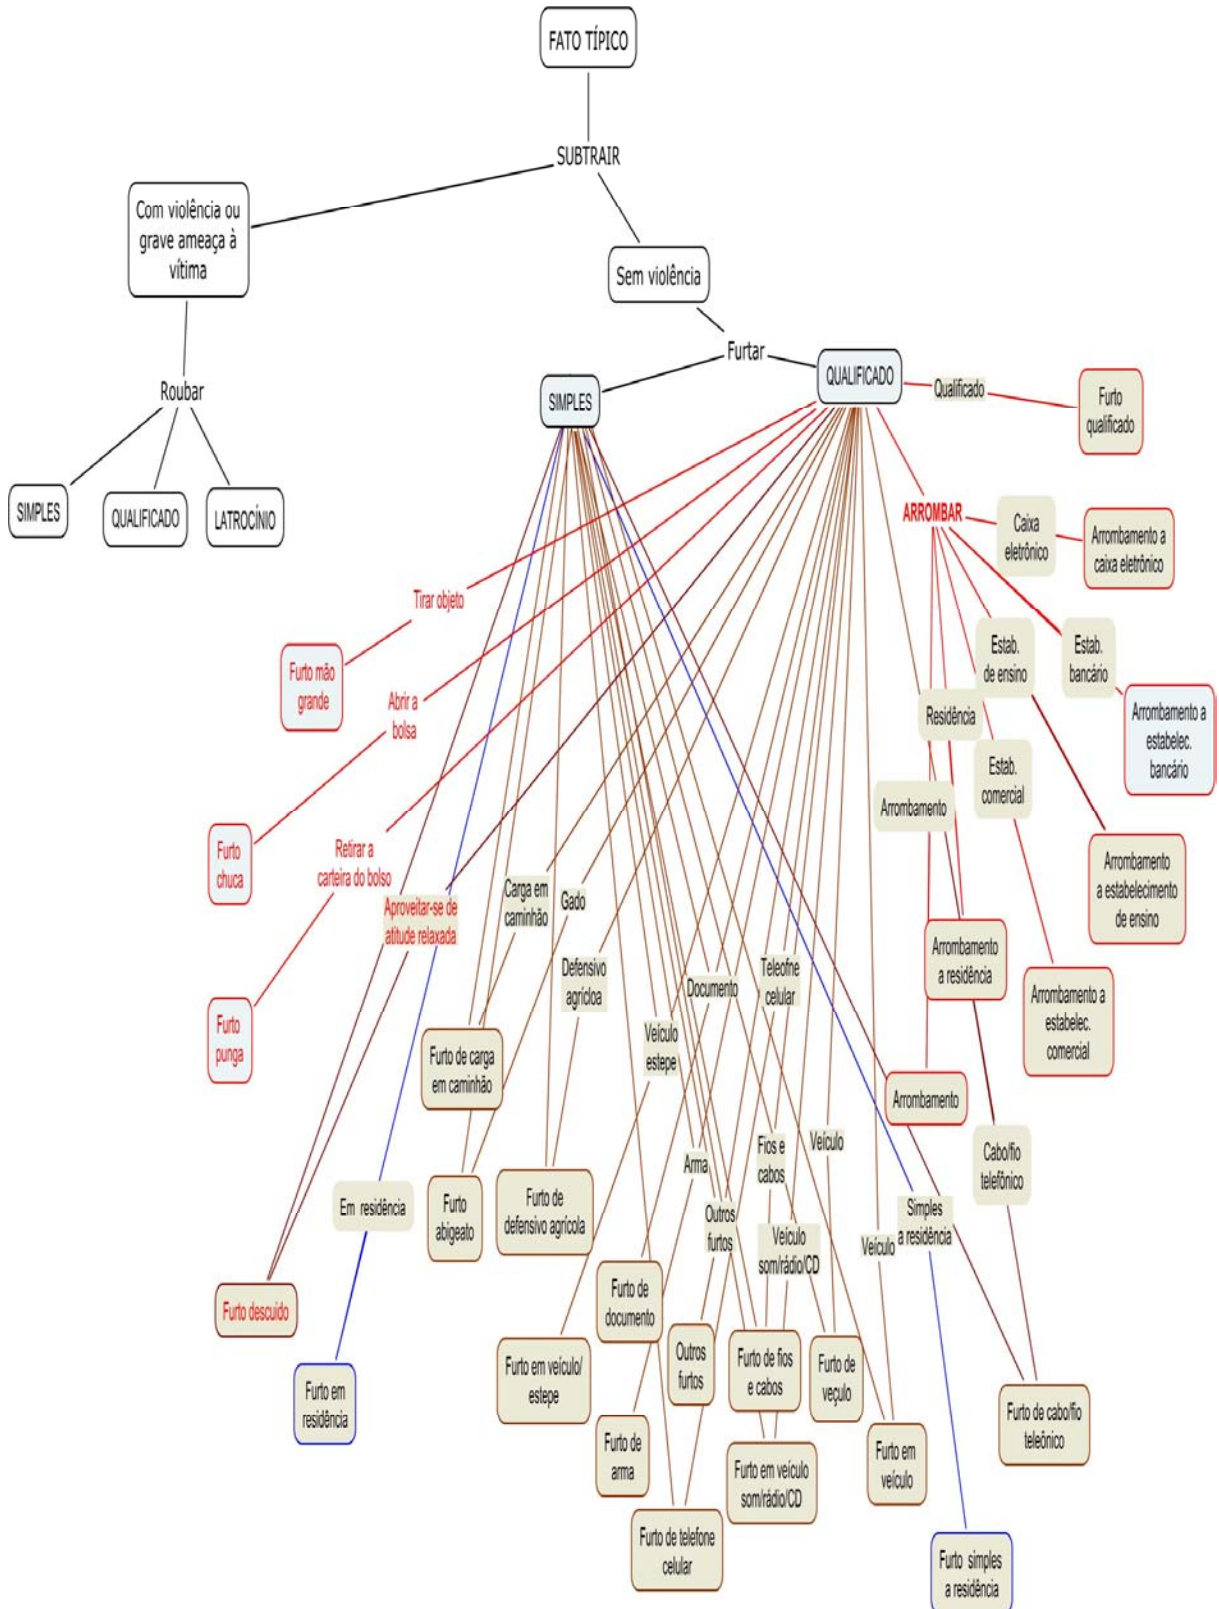 FATO TÍPICO
SUBTRAIR
Com violência ou
grave ameaça à
vítima
Sem violência
Furtar
Roubar
SIMPLES
QUALIFICADO
Qualificado
Furto
qualificado
SIMPLES
QUALIFICADO
LATROCÍNIO
ARROMBAR
Caixa
eletrônico
Arrombamento a
caixa eletrônico
Tirar objeto
Furto mão
grande
Estab.
de ensino
Estab.
bancário
Abrir a
bolsa
Residência
Arrombamento a
estabelec.
bancário
Estab.
comercial
Arrombamento
Furto
chuca
Retirar a
carteira do bolso
Arrombamento
a estabelecimento
de ensino
Aproveitar-se de
atitude relaxada
Carga em
caminhão
Gado
Defensivo
agrícloa
Documento
Teleofne
celular
Arrombamento
a residência
Arrombamento a
estabelec.
comercial
Furto
punga
Veículo
estepe
Furto de carga
em caminhão
Arrombamento
Arma
Fios e
cabos
Veículo
Cabo/fio
telefônico
Em residência
Furto
abigeato
Furto de
defensivo agrícola
Outros
furtos
Veículo
som/rádio/CD
Veículo
Simples
a residência
Furto descuido
Furto de
documento
Furto em
residência
Furto em veículo/
estepe
Outros
furtos
Furto de fios
e cabos
Furto de
veçulo
Furto de cabo/fio
teleônico
Furto de
arma
Furto em veículo
som/rádio/CD
Furto em
veículo
Furto de telefone
celular
Furto simples
a residência